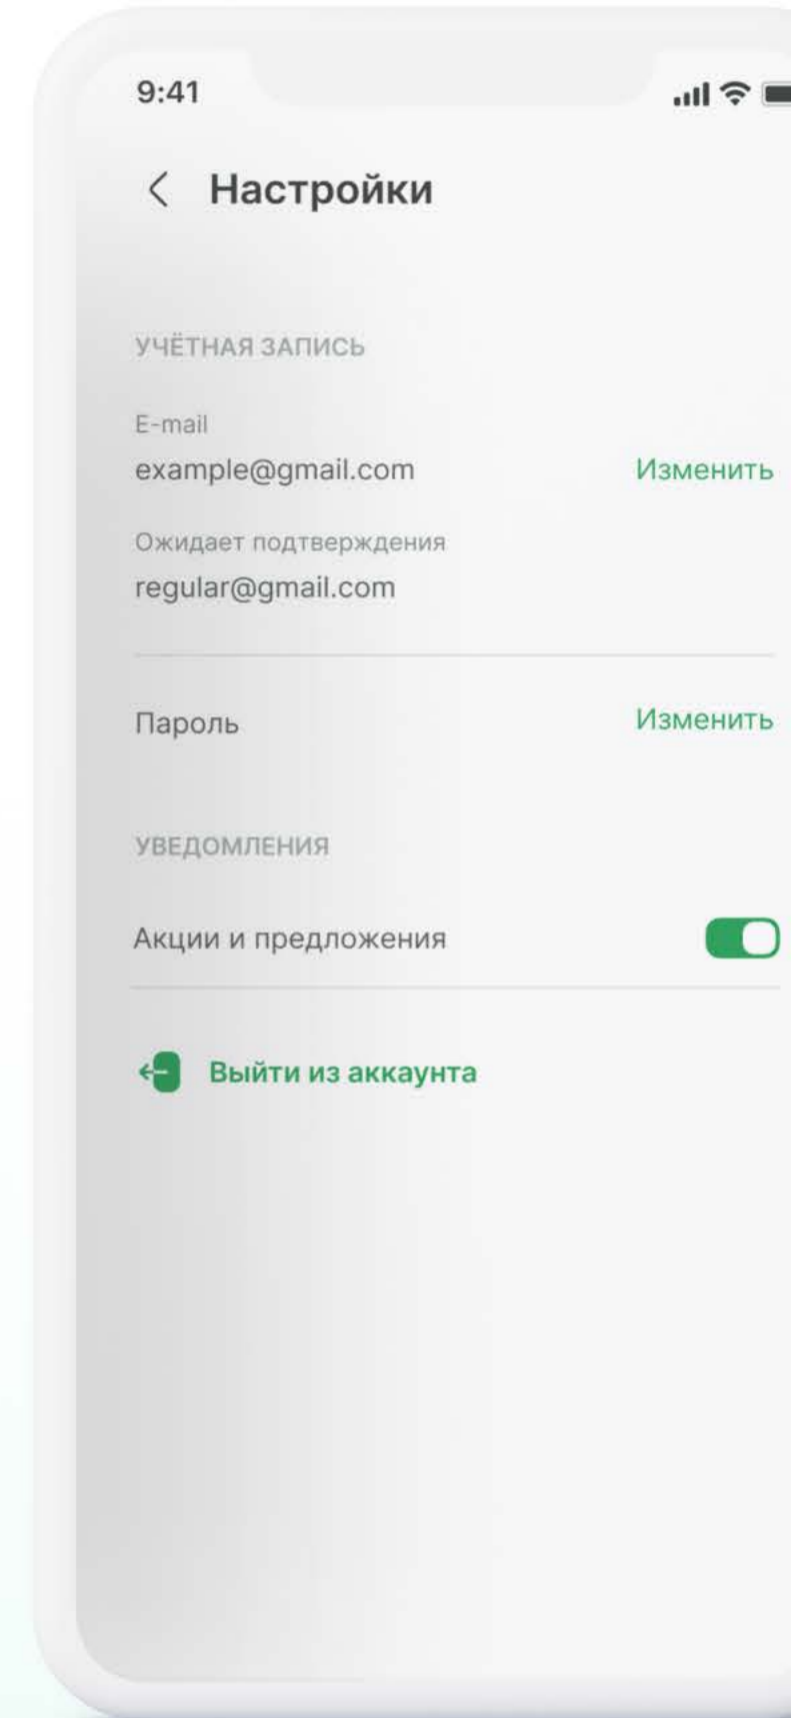 9:41
Настройки
УЧЁТНАЯ ЗАПИСЬ
E-mail
example@gmail.com
Изменить
Ожидает подтверждения
regular@gmail.com
Пароль
Изменить
УВЕДОМЛЕНИЯ
Акции и предложения
Выйти из аккаунта